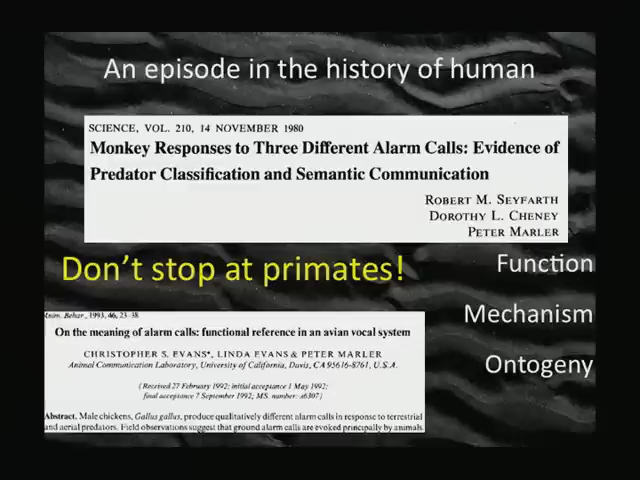 An episode in the history of human
SCIENCE, VOL. 210, 14 NOVEMBER 1980
Monkey Responses to Three Different Alarm Calls: Evidence of
Predator Classification and Semantic Communication
ROBERT M. SEYFARTH
DOROTHY L. CHENEY
PETER MARLER
Don't stop at primates!
Function
Mechanism
Ontogeny
Anim. Behav., 1993, 46, 23–38
On the meaning of alarm calls: functional reference in an avian vocal system
CHRISTOPHER S. EVANS*, LINDA EVANS & PETER MARLER
Animal Communication Laboratory, University of California, Davis, CA 95616-8761, U.S.A.
(Received 27 February 1992; initial acceptance 1 May 1992;
final acceptance 7 September 1992; MS. number: A6307)
Abstract. Male chickens, Gallus gallus, produce qualitatively different alarm calls in response to terrestrial
and aerial predators. Field observations suggest that ground alarm calls are evoked principally by animals